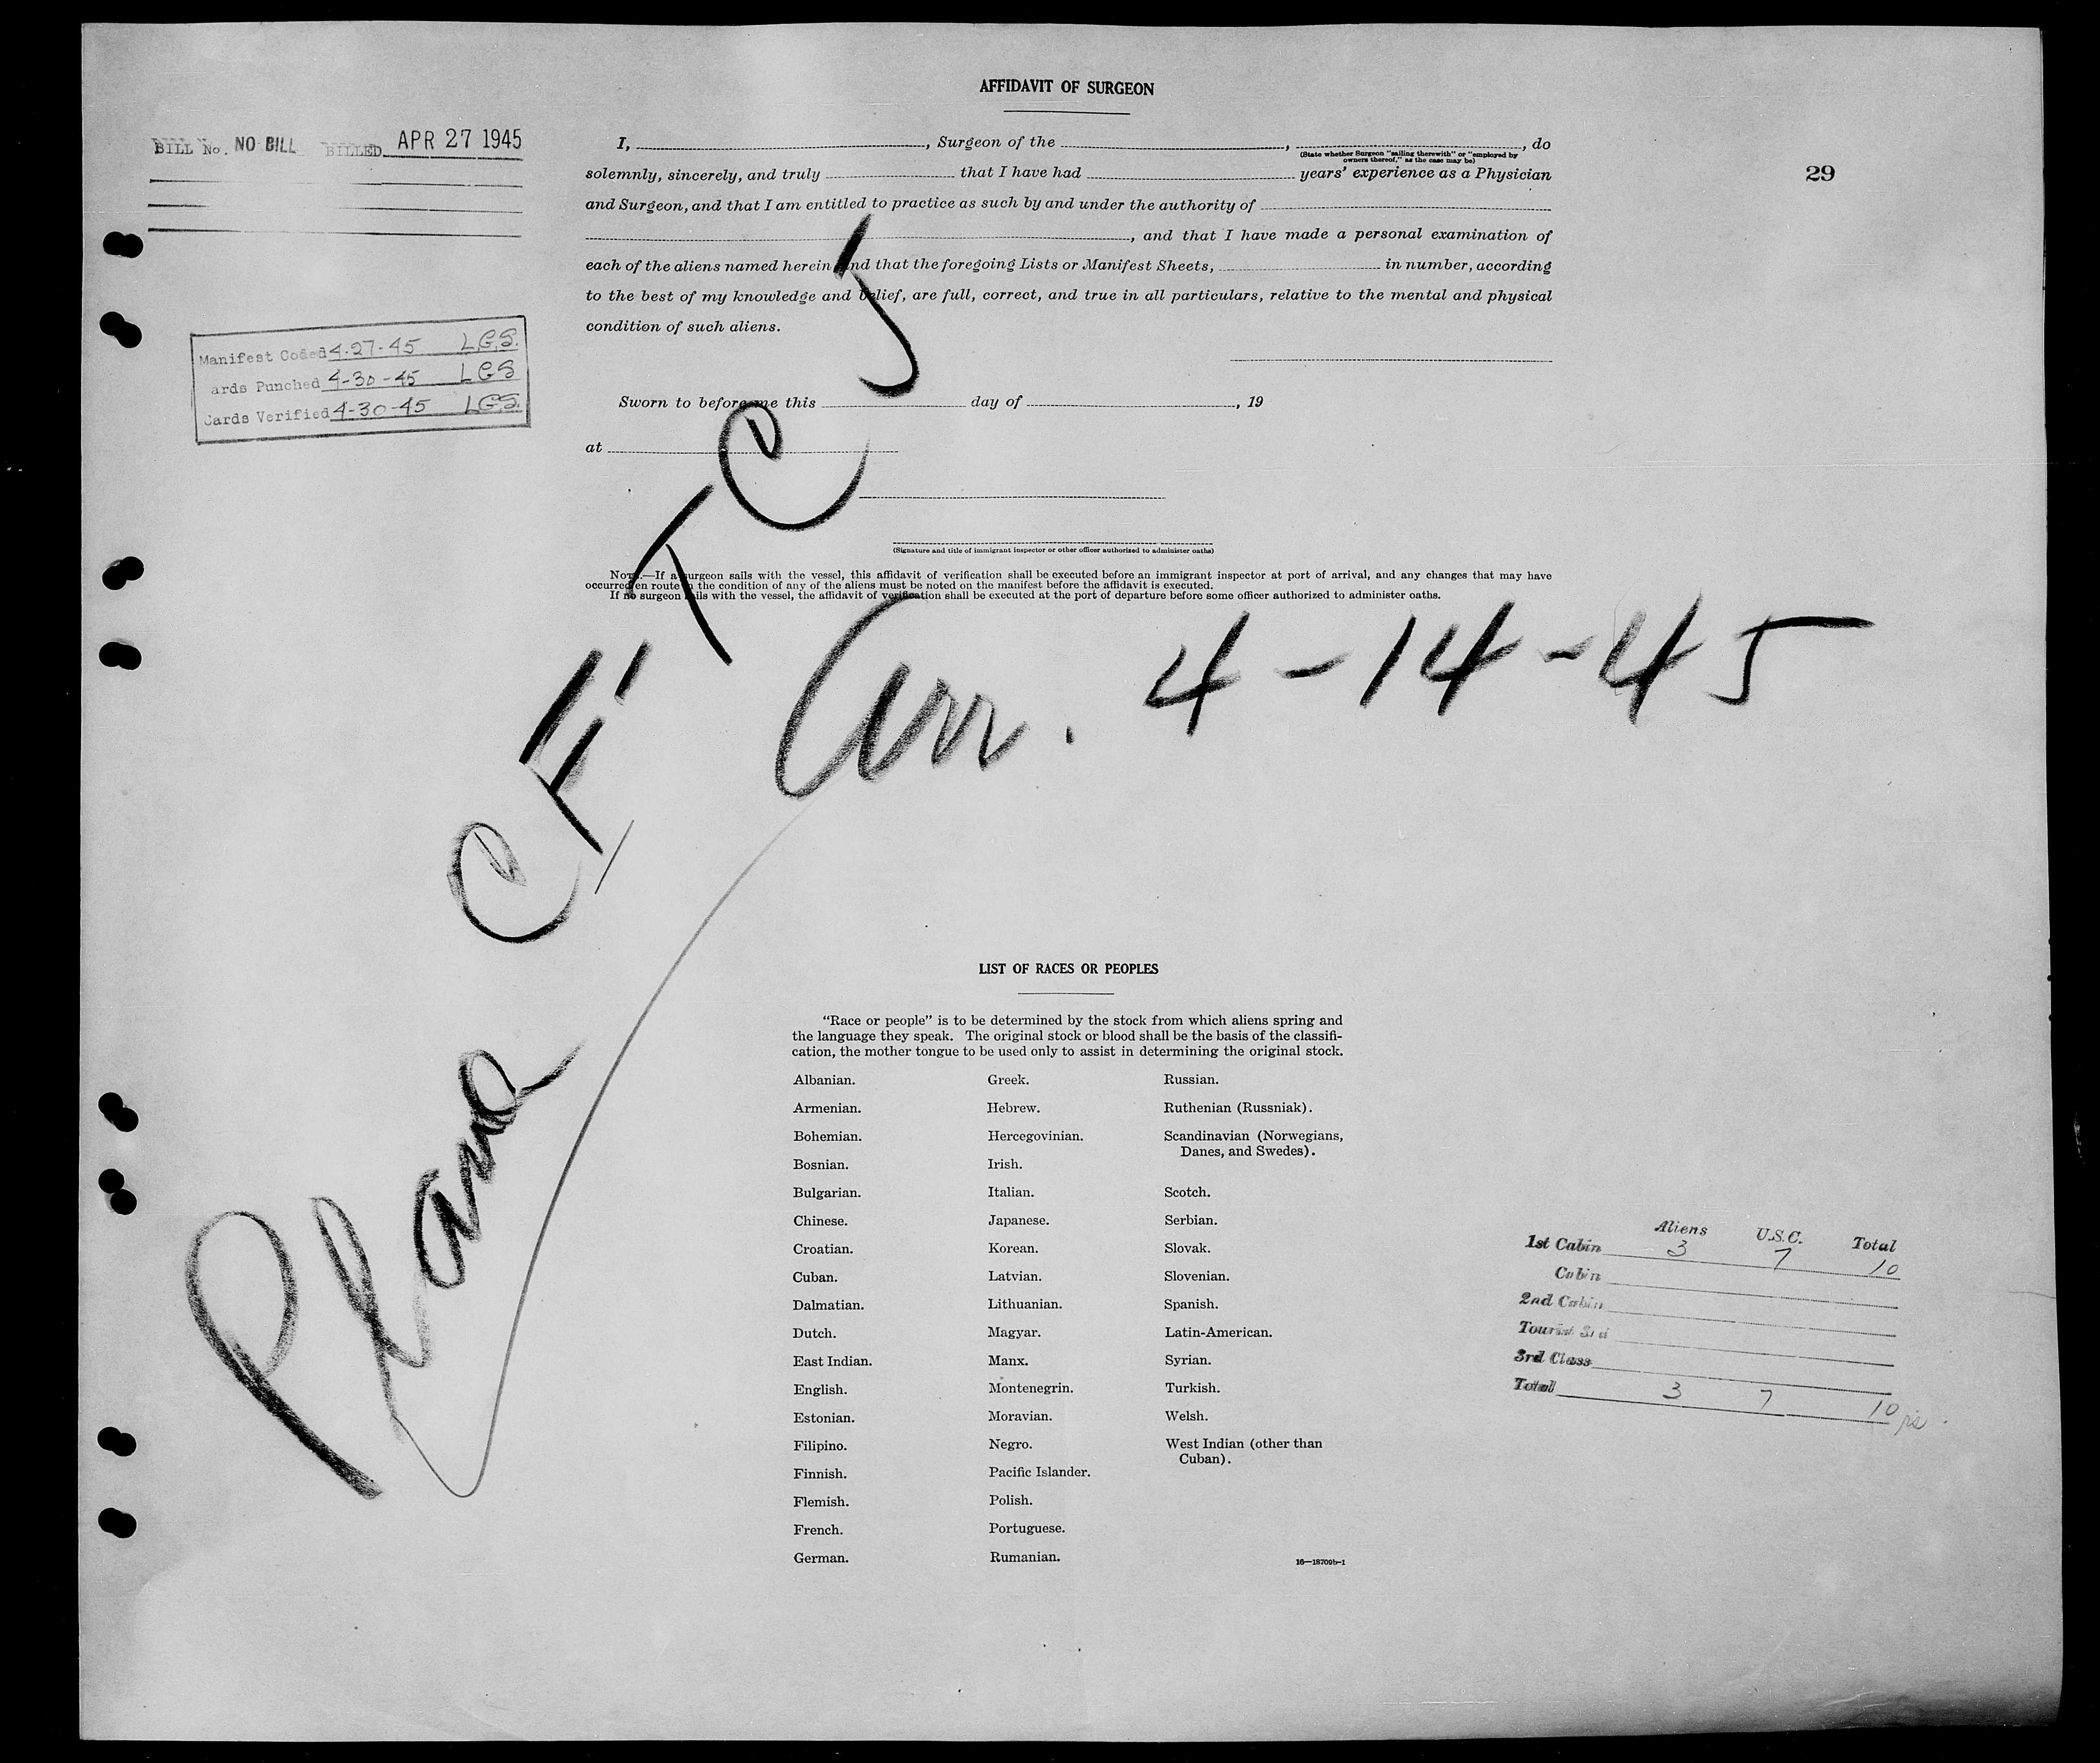 AFFIDAVIT OF SURGEON
BILL No. NO BILL BILLED APR 27 1945
29
I, , Surgeon of the , , do
(State whether Surgeon "sailing therewith" or "employed by
owners thereof," as the case may be)
solemnly, sincerely, and truly that I have had years' experience as a Physician
and Surgeon, and that I am entitled to practice as such by and under the authority of
, and that I have made a personal examination of
each of the aliens named herein and that the foregoing Lists or Manifest Sheets, in number, according
to the best of my knowledge and belief, are full, correct, and true in all particulars, relative to the mental and physical
condition of such aliens.
Manifest Coded 4-27-45 L.G.S.
ards Punched 4-30-45 LGS
Cards Verified 4-30-45 LGS.
Sworn to before me this day of , 19
at
(Signature and title of immigrant inspector or other officer authorized to administer oaths)
NOTE.—If a surgeon sails with the vessel, this affidavit of verification shall be executed before an immigrant inspector at port of arrival, and any changes that may have
occurred en route in the condition of any of the aliens must be noted on the manifest before the affidavit is executed.
If no surgeon sails with the vessel, the affidavit of verification shall be executed at the port of departure before some officer authorized to administer oaths.
Plane CF'TCJ
Arr. 4-14-45
LIST OF RACES OR PEOPLES
"Race or people" is to be determined by the stock from which aliens spring and
the language they speak. The original stock or blood shall be the basis of the classifi-
cation, the mother tongue to be used only to assist in determining the original stock.
Albanian. Greek. Russian.
Armenian. Hebrew. Ruthenian (Russniak).
Bohemian. Hercegovinian. Scandinavian (Norwegians,
Danes, and Swedes).
Bosnian. Irish.
Bulgarian. Italian. Scotch.
Chinese. Japanese. Serbian.
Croatian. Korean. Slovak.
Cuban. Latvian. Slovenian.
Dalmatian. Lithuanian. Spanish.
Dutch. Magyar. Latin-American.
East Indian. Manx. Syrian.
English. Montenegrin. Turkish.
Estonian. Moravian. Welsh.
Filipino. Negro. West Indian (other than
Cuban).
Finnish. Pacific Islander.
Flemish. Polish.
French. Portuguese.
German. Rumanian.
16—18709b-1
Aliens U.S.C. Total
1st Cabin 3 7 10
Cabin
2nd Cabin
Tourist 3rd
3rd Class
Total 3 7 10